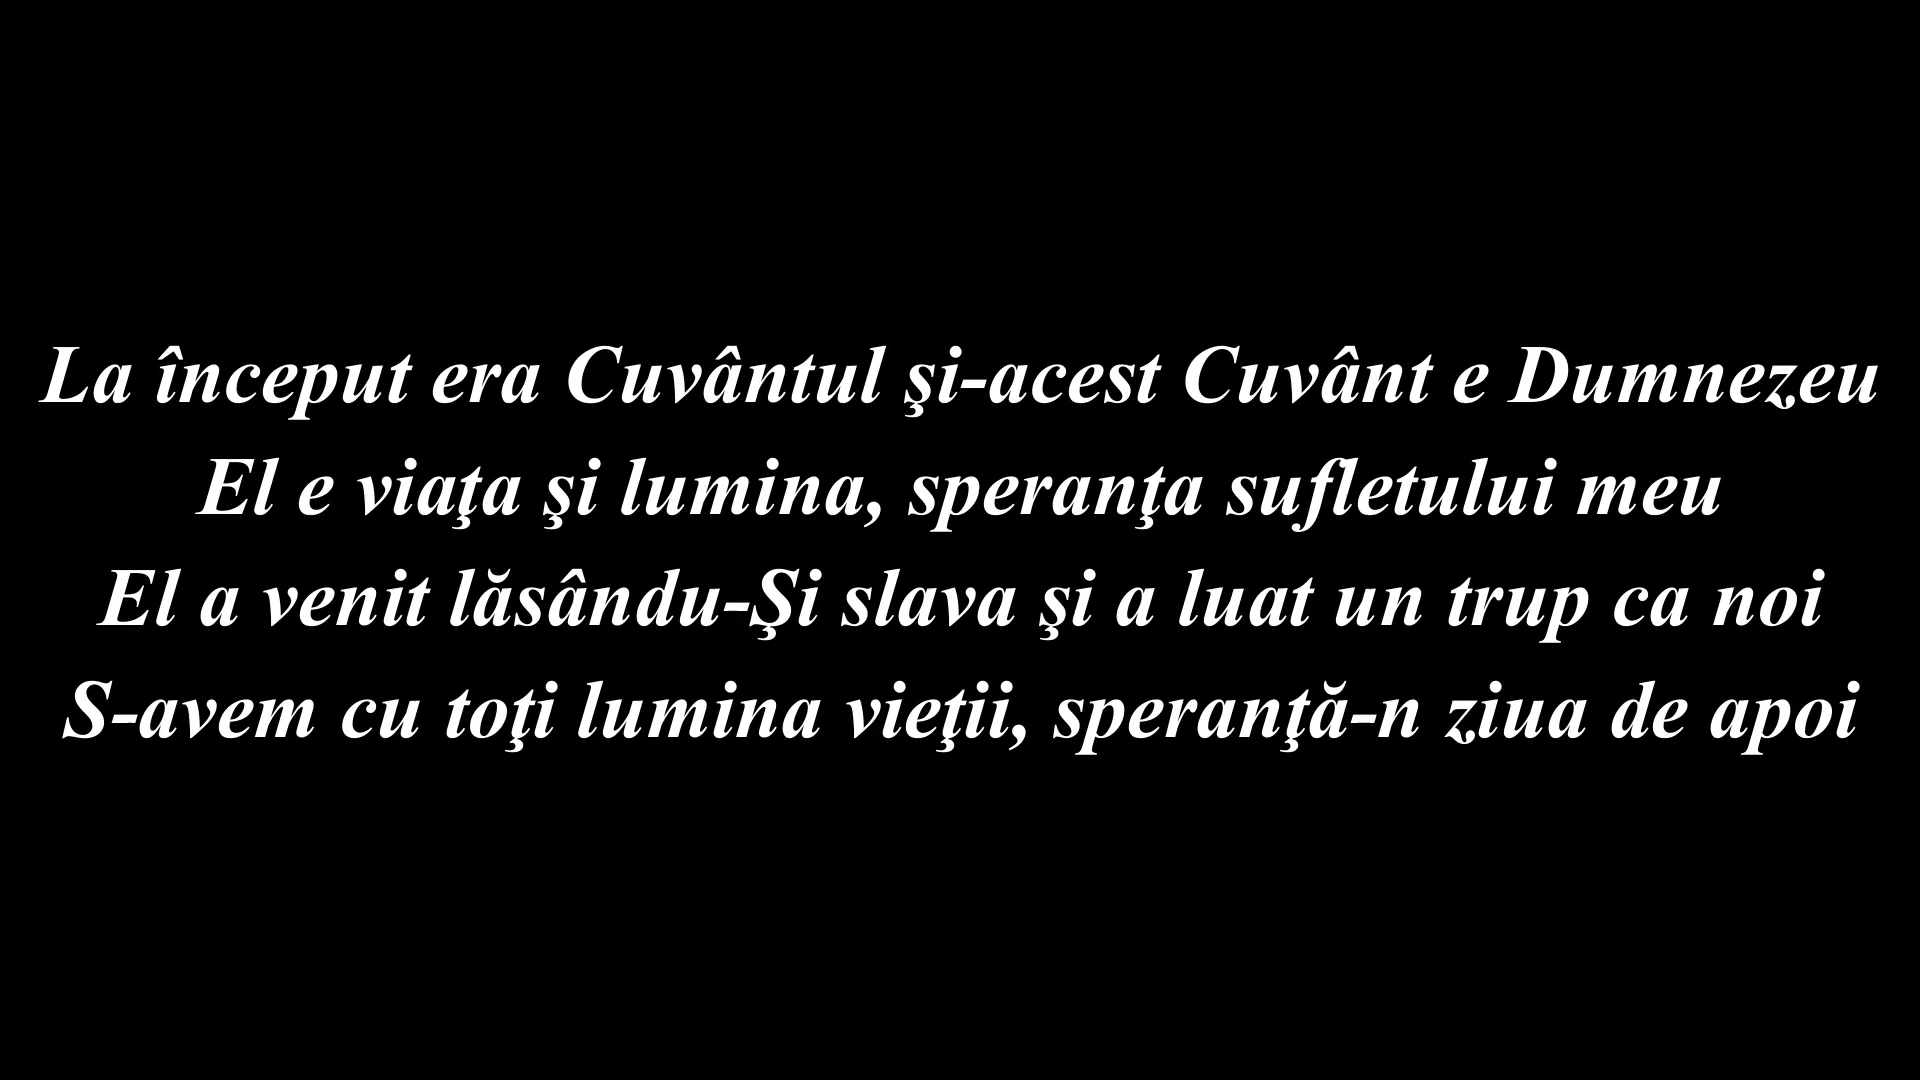 La început era Cuvântul şi-acest Cuvânt e Dumnezeu
El e viaţa şi lumina, speranţa sufletului meu
El a venit lăsându-Şi slava şi a luat un trup ca noi
S-avem cu toţi lumina vieţii, speranţă-n ziua de apoi